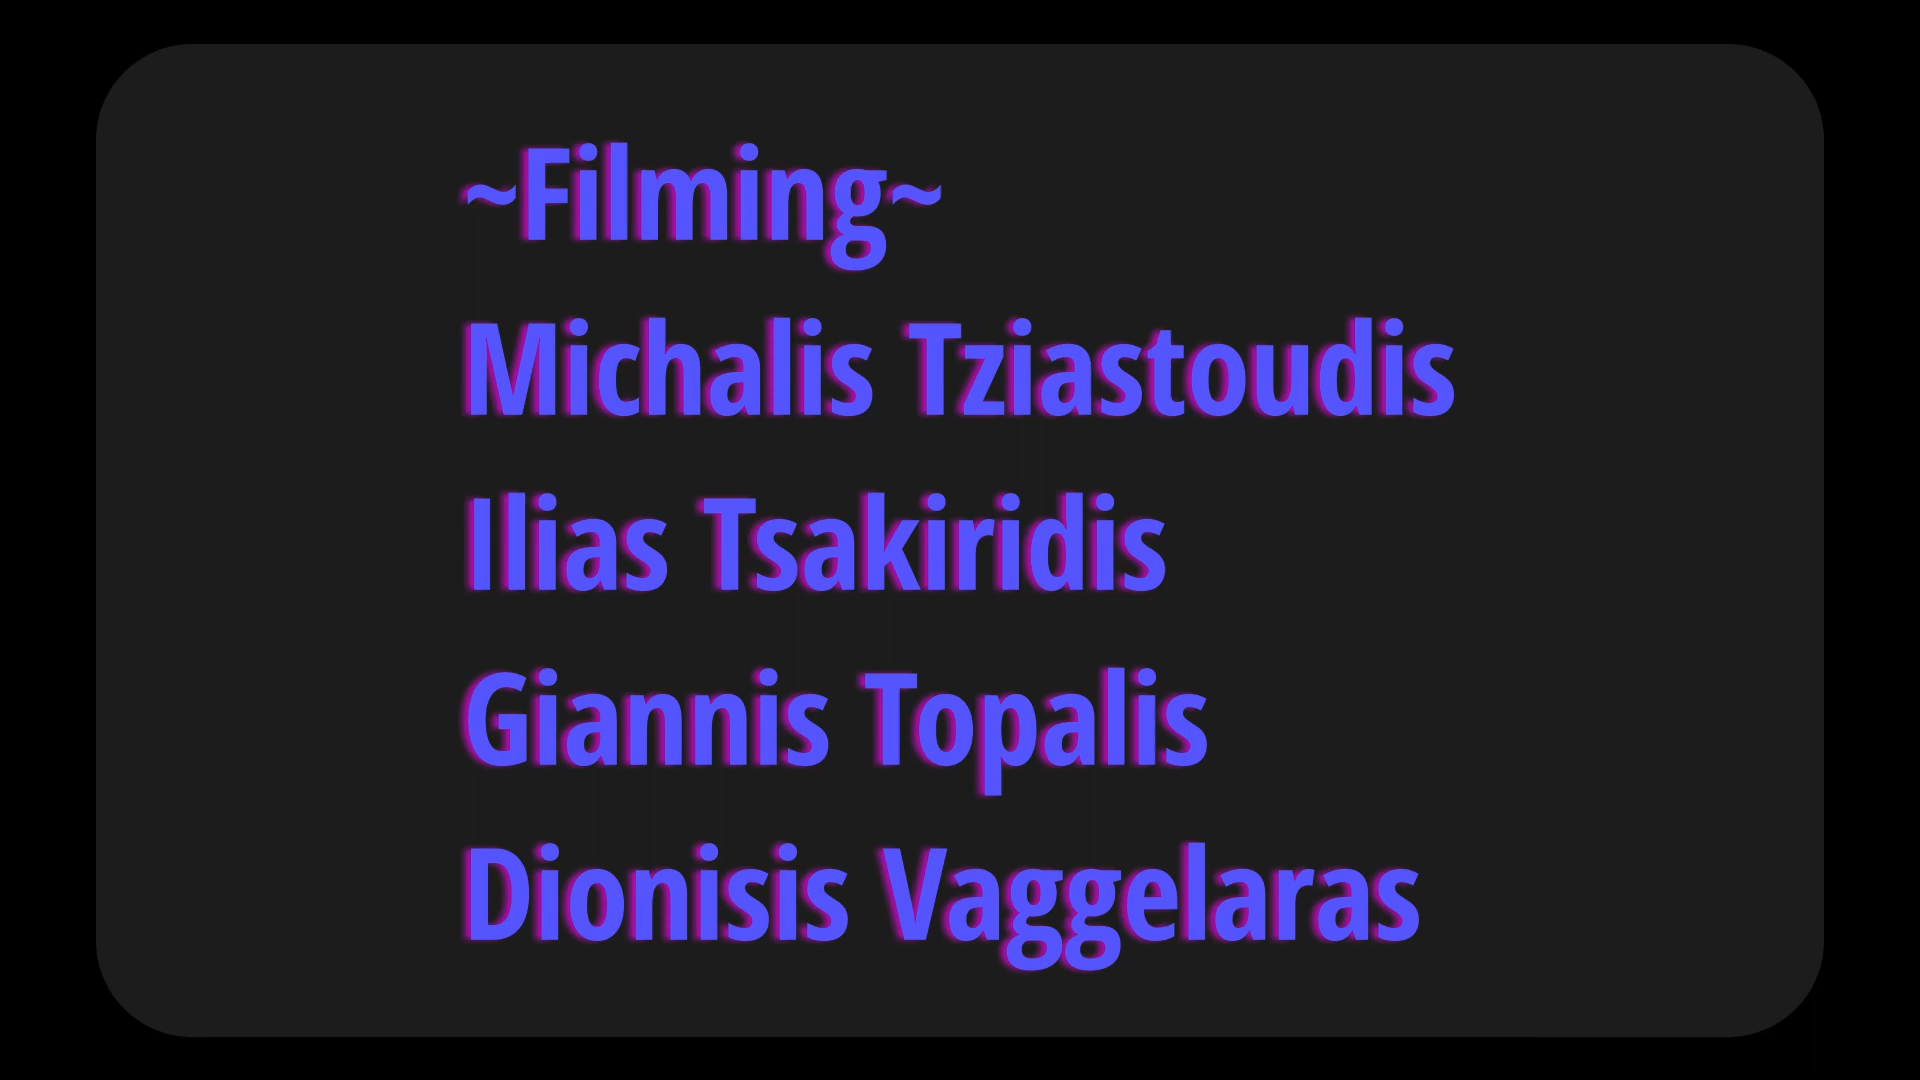 ~Filming~
Michalis Tziastoudis
Ilias Tsakiridis
Giannis Topalis
Dionisis Vaggelaras